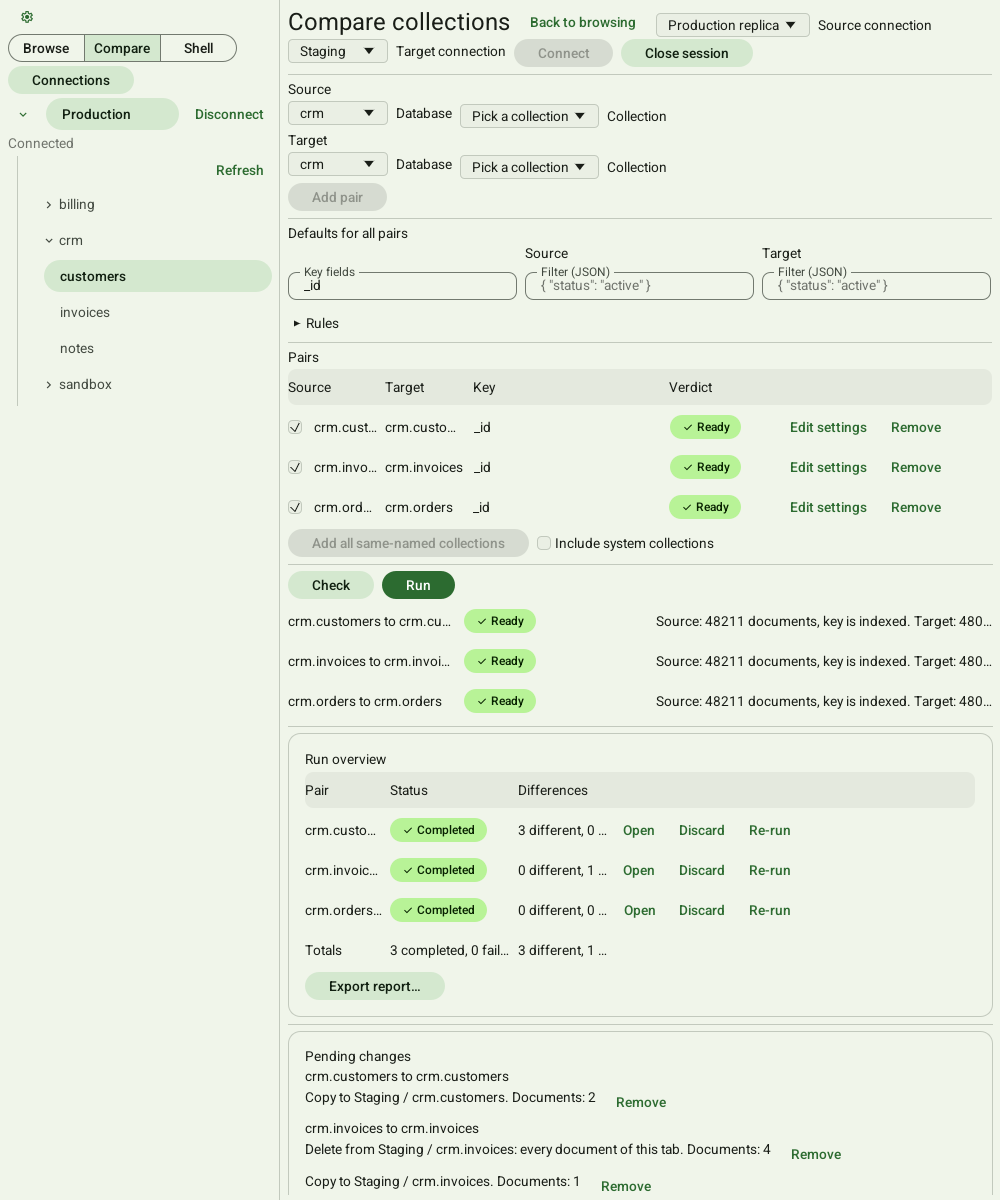 Browse Compare Shell
Connections
Production Disconnect
Connected
Refresh
billing
crm
customers
invoices
notes
sandbox
Compare collections Back to browsing Production replica Source connection
Staging Target connection Connect Close session
Source
crm Database Pick a collection Collection
Target
crm Database Pick a collection Collection
Add pair
Defaults for all pairs
Source Target
Key fields Filter (JSON) Filter (JSON)
_id { "status": "active" } { "status": "active" }
Rules
Pairs
Source Target Key Verdict
crm.cust… crm.custo… _id Ready Edit settings Remove
crm.invo… crm.invoices _id Ready Edit settings Remove
crm.ord… crm.orders _id Ready Edit settings Remove
Add all same-named collections Include system collections
Check Run
crm.customers to crm.cu… Ready Source: 48211 documents, key is indexed. Target: 480…
crm.invoices to crm.invoi… Ready Source: 48211 documents, key is indexed. Target: 480…
crm.orders to crm.orders Ready Source: 48211 documents, key is indexed. Target: 480…
Run overview
Pair Status Differences
crm.custo… Completed 3 different, 0 … Open Discard Re-run
crm.invoic… Completed 0 different, 1 … Open Discard Re-run
crm.orders… Completed 0 different, 0 … Open Discard Re-run
Totals 3 completed, 0 fail… 3 different, 1 …
Export report…
Pending changes
crm.customers to crm.customers
Copy to Staging / crm.customers. Documents: 2 Remove
crm.invoices to crm.invoices
Delete from Staging / crm.invoices: every document of this tab. Documents: 4 Remove
Copy to Staging / crm.invoices. Documents: 1 Remove